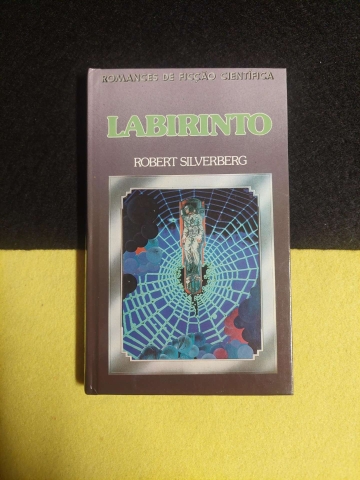 ROMANCES DE FICÇÃO CIENTÍFICA
LABIRINTO
ROBERT SILVERBERG